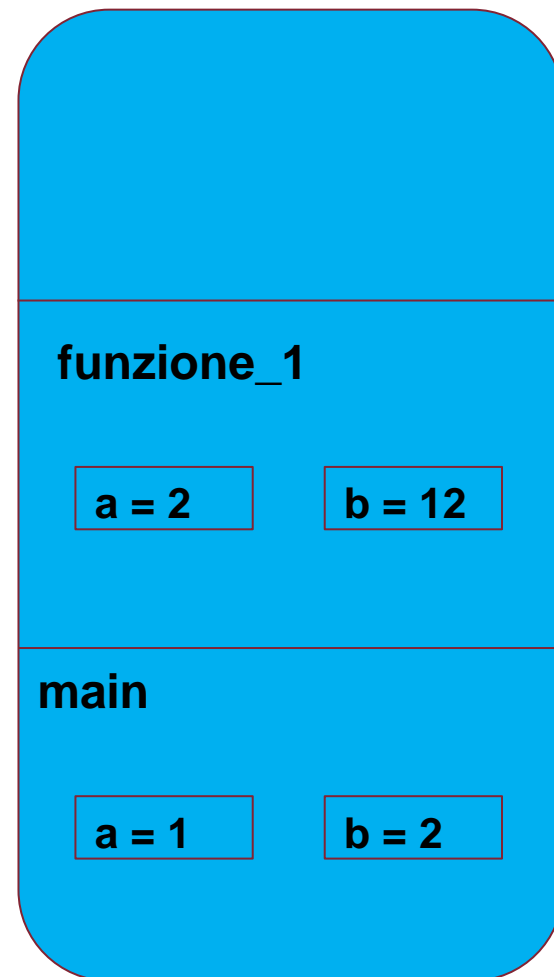 funzione_1
a = 2 b = 12
main
a = 1 b = 2